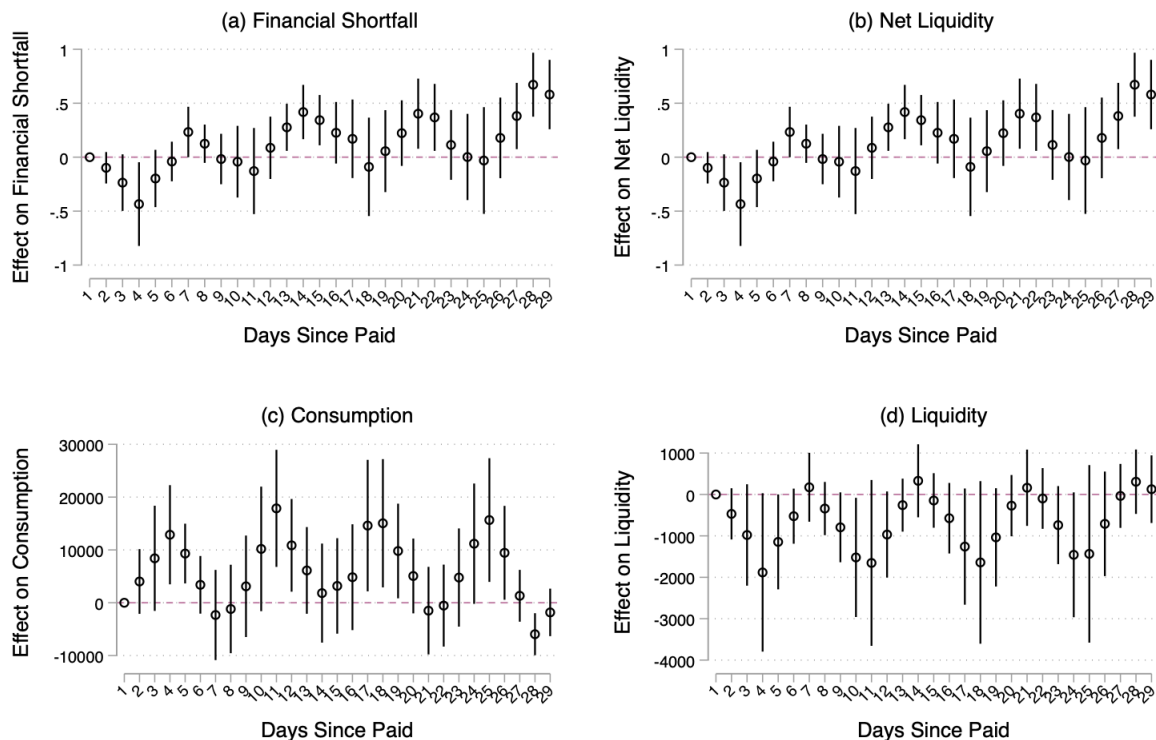 (a) Financial Shortfall
Effect on Financial Shortfall
1
.5
0
-.5
-1
1 2 3 4 5 6 7 8 9 10 11 12 13 14 15 16 17 18 19 20 21 22 23 24 25 26 27 28 29
Days Since Paid
(b) Net Liquidity
Effect on Net Liquidity
1
.5
0
-.5
-1
1 2 3 4 5 6 7 8 9 10 11 12 13 14 15 16 17 18 19 20 21 22 23 24 25 26 27 28 29
Days Since Paid
(c) Consumption
Effect on Consumption
30000
20000
10000
0
-10000
1 2 3 4 5 6 7 8 9 10 11 12 13 14 15 16 17 18 19 20 21 22 23 24 25 26 27 28 29
Days Since Paid
(d) Liquidity
Effect on Liquidity
1000
0
-1000
-2000
-3000
-4000
1 2 3 4 5 6 7 8 9 10 11 12 13 14 15 16 17 18 19 20 21 22 23 24 25 26 27 28 29
Days Since Paid